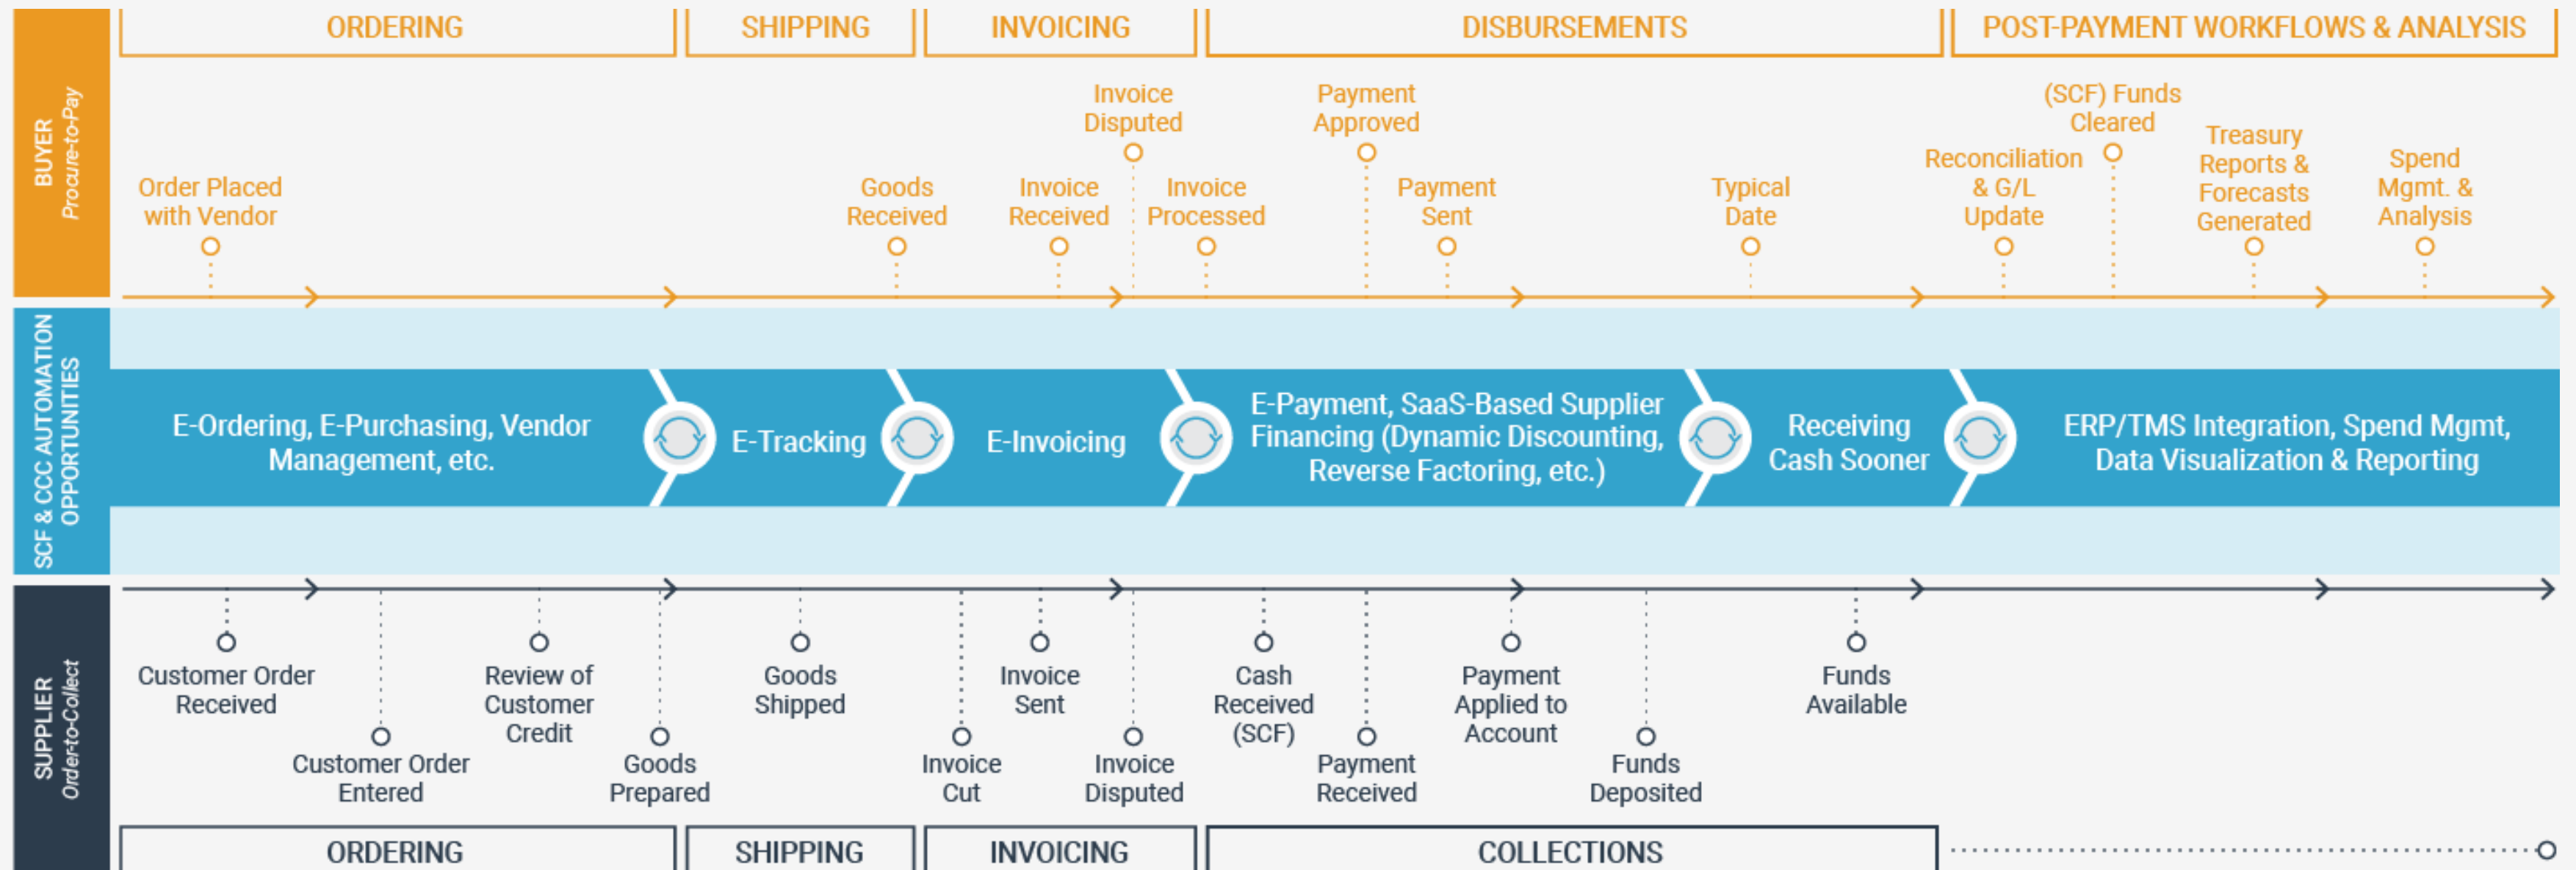 ORDERING
SHIPPING
INVOICING
DISBURSEMENTS
POST-PAYMENT WORKFLOWS & ANALYSIS
BUYER
Procure-to-Pay
Order Placed
with Vendor
Goods
Received
Invoice
Received
Invoice
Disputed
Invoice
Processed
Payment
Approved
Payment
Sent
Typical
Date
Reconciliation
& G/L
Update
(SCF) Funds
Cleared
Treasury
Reports &
Forecasts
Generated
Spend
Mgmt. &
Analysis
SCF & CCC AUTOMATION
OPPORTUNITIES
E-Ordering, E-Purchasing, Vendor
Management, etc.
E-Tracking
E-Invoicing
E-Payment, SaaS-Based Supplier
Financing (Dynamic Discounting,
Reverse Factoring, etc.)
Receiving
Cash Sooner
ERP/TMS Integration, Spend Mgmt,
Data Visualization & Reporting
SUPPLIER
Order-to-Collect
Customer Order
Received
Customer Order
Entered
Review of
Customer
Credit
Goods
Prepared
Goods
Shipped
Invoice
Cut
Invoice
Sent
Invoice
Disputed
Cash
Received
(SCF)
Payment
Received
Payment
Applied to
Account
Funds
Deposited
Funds
Available
ORDERING
SHIPPING
INVOICING
COLLECTIONS